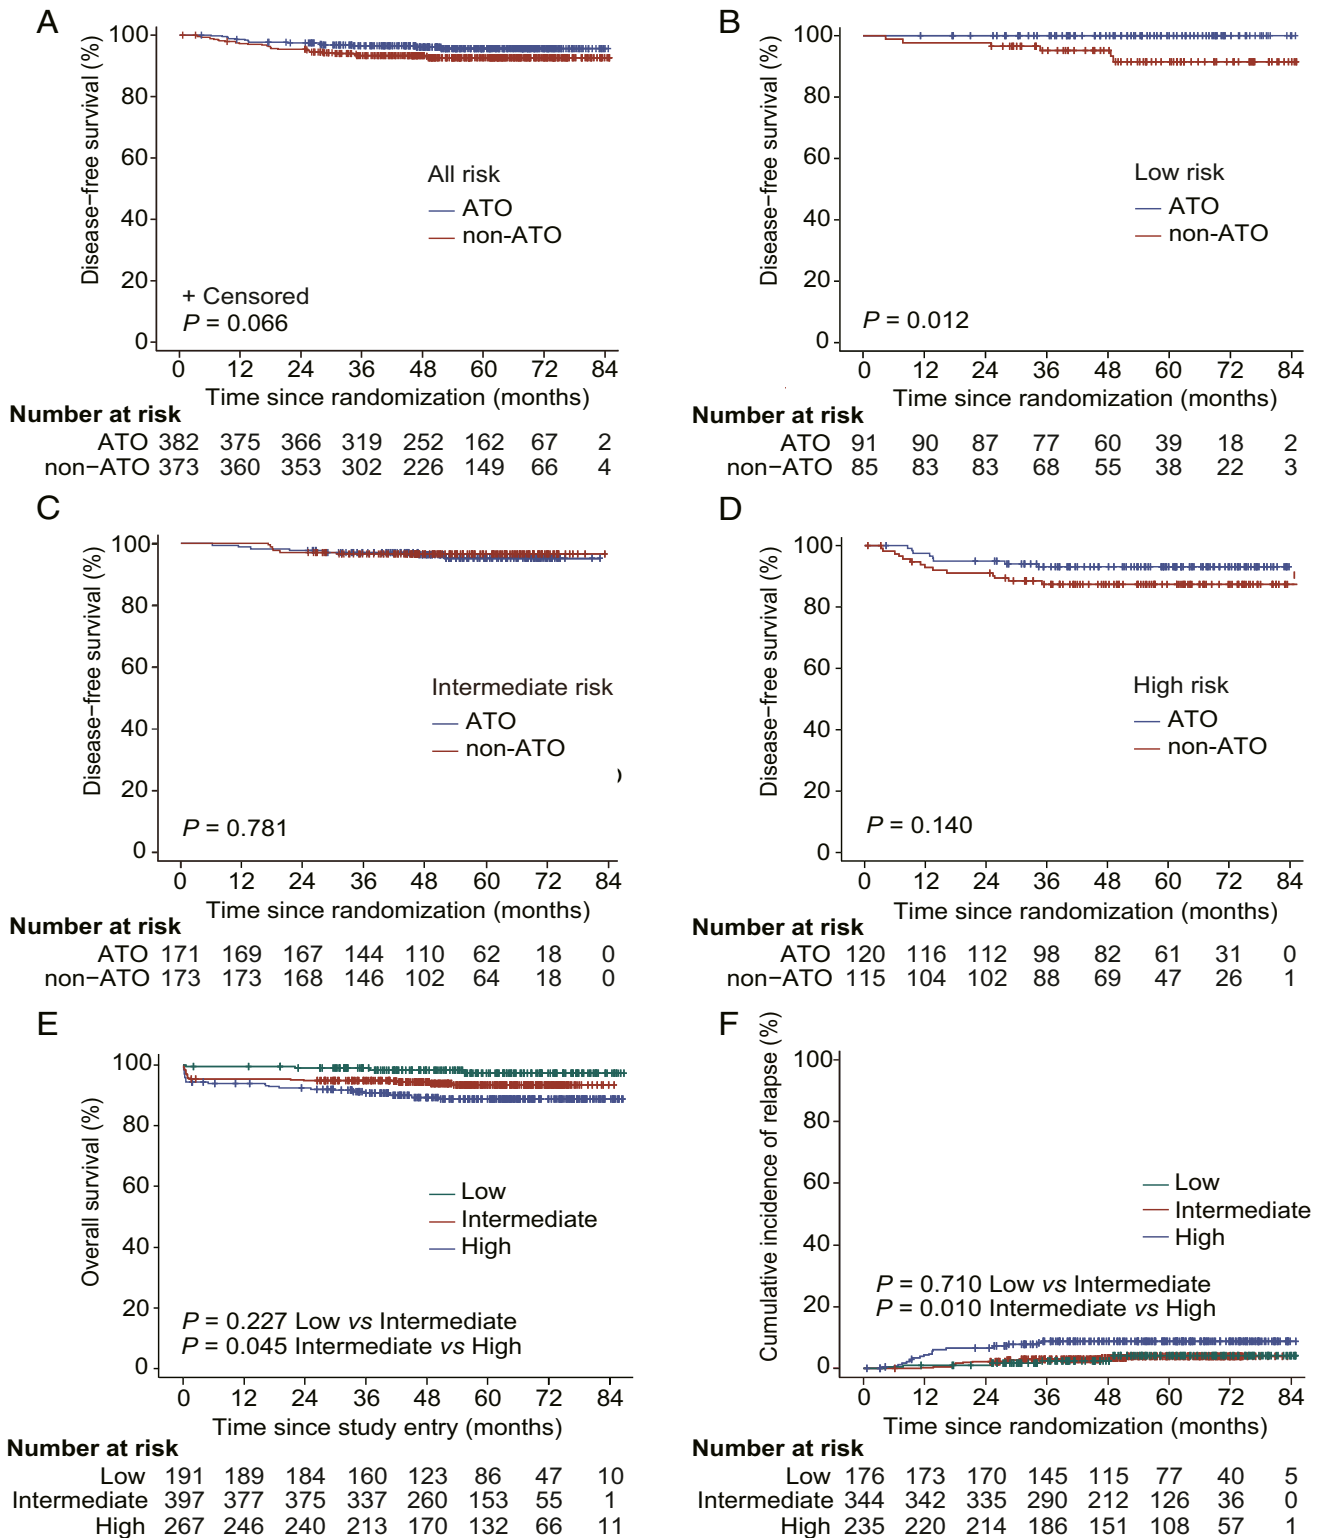 A
Disease−free survival (%)
100
80
60
40
20
0
All risk
ATO
non-ATO
+ Censored
P = 0.066
0 12 24 36 48 60 72 84
Time since randomization (months)
Number at risk
ATO 382 375 366 319 252 162 67 2
non−ATO 373 360 353 302 226 149 66 4
B
Disease−free survival (%)
100
80
60
40
20
0
Low risk
ATO
non-ATO
P = 0.012
0 12 24 36 48 60 72 84
Time since randomization (months)
Number at risk
ATO 91 90 87 77 60 39 18 2
non−ATO 85 83 83 68 55 38 22 3
C
Disease−free survival (%)
100
80
60
40
20
0
Intermediate risk
ATO
non-ATO
P = 0.781
0 12 24 36 48 60 72 84
Time since randomization (months)
Number at risk
ATO 171 169 167 144 110 62 18 0
non−ATO 173 173 168 146 102 64 18 0
D
Disease−free survival (%)
100
80
60
40
20
0
High risk
ATO
non-ATO
P = 0.140
0 12 24 36 48 60 72 84
Time since randomization (months)
Number at risk
ATO 120 116 112 98 82 61 31 0
non−ATO 115 104 102 88 69 47 26 1
E
Overall survival (%)
100
80
60
40
20
0
Low
Intermediate
High
P = 0.227 Low vs Intermediate
P = 0.045 Intermediate vs High
0 12 24 36 48 60 72 84
Time since study entry (months)
Number at risk
Low 191 189 184 160 123 86 47 10
Intermediate 397 377 375 337 260 153 55 1
High 267 246 240 213 170 132 66 11
F
Cumulative incidence of relapse (%)
100
80
60
40
20
0
Low
Intermediate
High
P = 0.710 Low vs Intermediate
P = 0.010 Intermediate vs High
0 12 24 36 48 60 72 84
Time since randomization (months)
Number at risk
Low 176 173 170 145 115 77 40 5
Intermediate 344 342 335 290 212 126 36 0
High 235 220 214 186 151 108 57 1